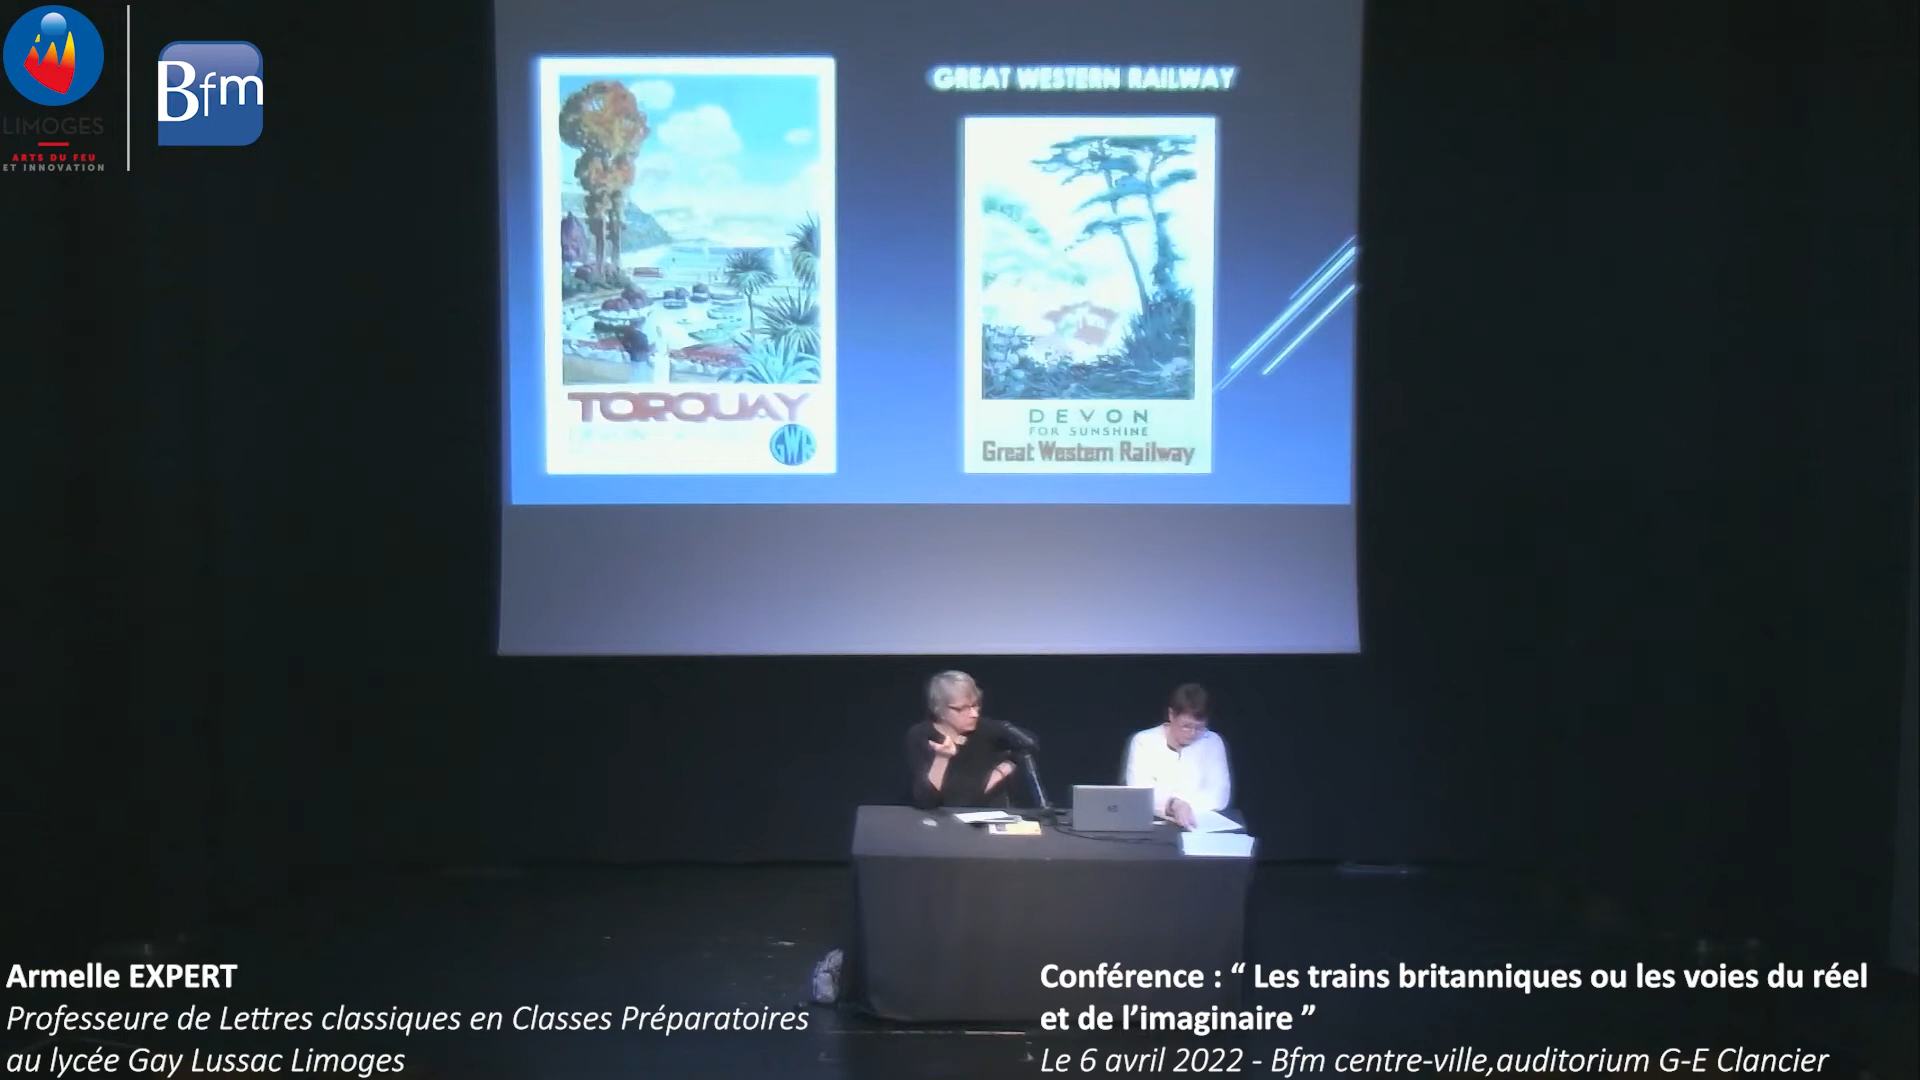 LIMOGES
ARTS DU FEU
ET INNOVATION
Bfm
GREAT WESTERN RAILWAY
TORQUAY
GWR
DEVON
FOR SUNSHINE
Great Western Railway
Armelle EXPERT
Professeure de Lettres classiques en Classes Préparatoires
au lycée Gay Lussac Limoges
Conférence : “ Les trains britanniques ou les voies du réel
et de l’imaginaire ”
Le 6 avril 2022 - Bfm centre-ville,auditorium G-E Clancier